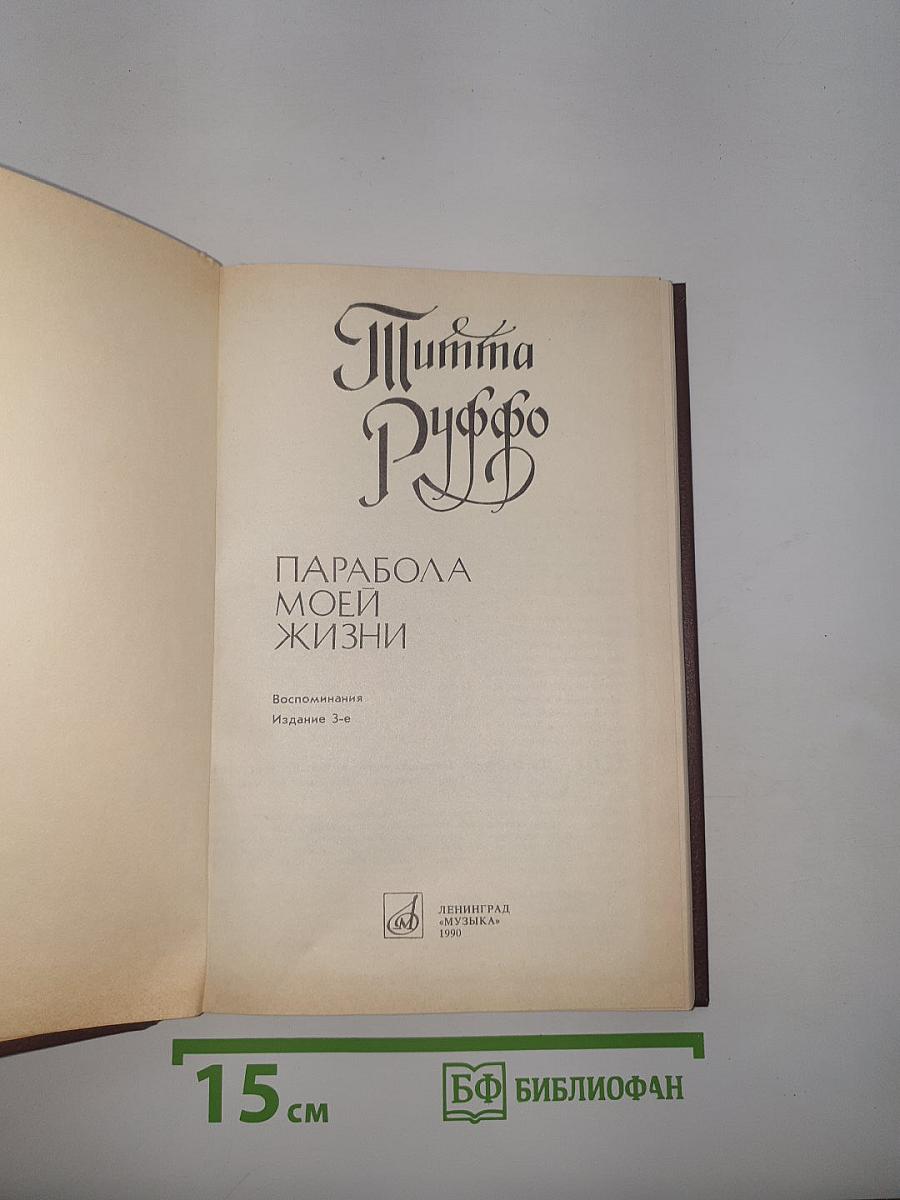 Титта
Руффо
ПАРАБОЛА
МОЕЙ
ЖИЗНИ
Воспоминания
Издание 3-е
М
ЛЕНИНГРАД
«МУЗЫКА»
1990
15 см
БФ БИБЛИОФАН